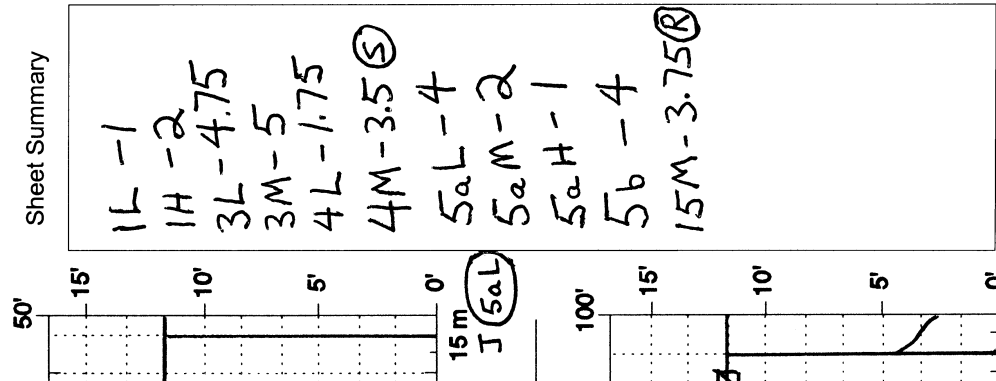 Sheet Summary
1L - 1
1H - 2
3L - 4.75
3M - 5
4L - 1.75
4M - 3.5 S
5aL - 4
5aM - 2
5aH - 1
5b - 4
15M - 3.75 R
50'
15'
10'
5'
0'
15 m
J 5aL
100'
15'
10'
5'
0'